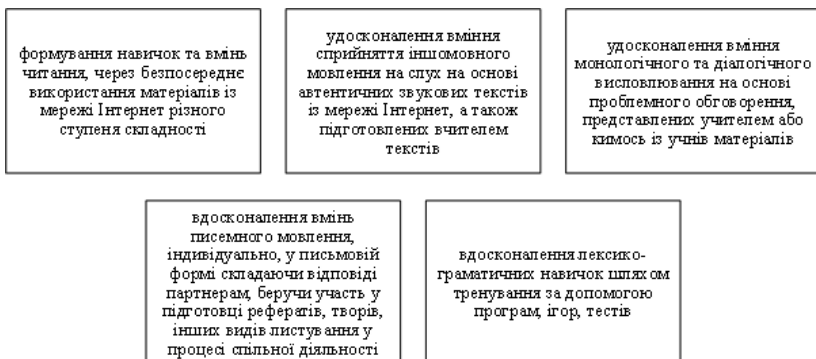 формування навичок та вмінь
читання, через безпосереднє
використання матеріалів із
мережі Інтернет різного
ступеня складності
удосконалення вміння
сприйняття іншомовного
мовлення на слух на основі
автентичних звукових текстів
із мережі Інтернет, а також
підготовлених вчителем
текстів
удосконалення вміння
монологічного та діалогічного
висловлювання на основі
проблемного обговорення,
представлених учителем або
кимось із учнів матеріалів
вдосконалення вмінь
писемного мовлення,
індивідуально, у письмовій
формі складаючи відповіді
партнерам, беручи участь у
підготовці рефератів, творів,
інших видів листування у
процесі спільної діяльності
вдосконалення лексико-
граматичних навичок шляхом
тренування за допомогою
програм, ігор, тестів